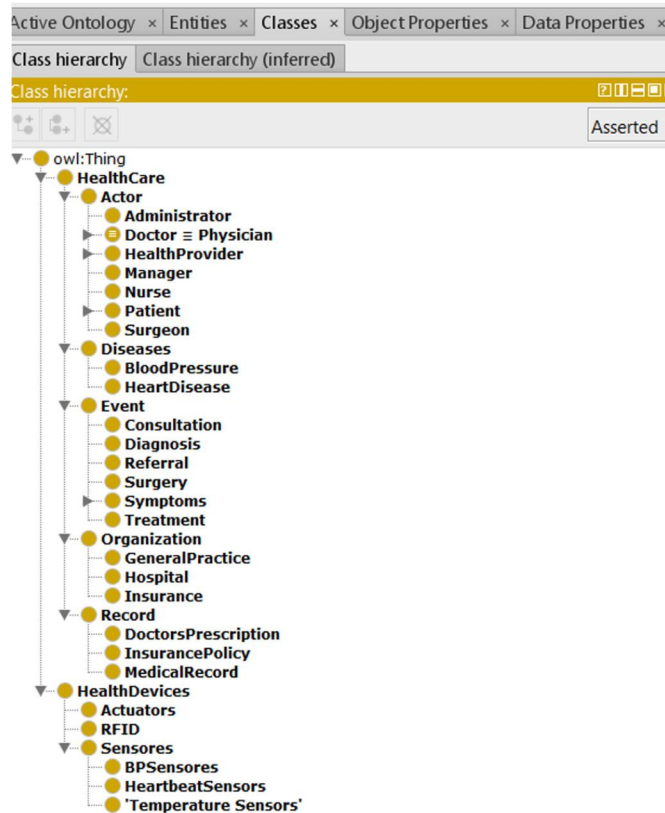 Active Ontology × Entities × Classes × Object Properties × Data Properties ×
Class hierarchy Class hierarchy (inferred)
Class hierarchy:
Asserted
owl:Thing
HealthCare
Actor
Administrator
Doctor ≡ Physician
HealthProvider
Manager
Nurse
Patient
Surgeon
Diseases
BloodPressure
HeartDisease
Event
Consultation
Diagnosis
Referral
Surgery
Symptoms
Treatment
Organization
GeneralPractice
Hospital
Insurance
Record
DoctorsPrescription
InsurancePolicy
MedicalRecord
HealthDevices
Actuators
RFID
Sensores
BPSensores
HeartbeatSensors
'Temperature Sensors'